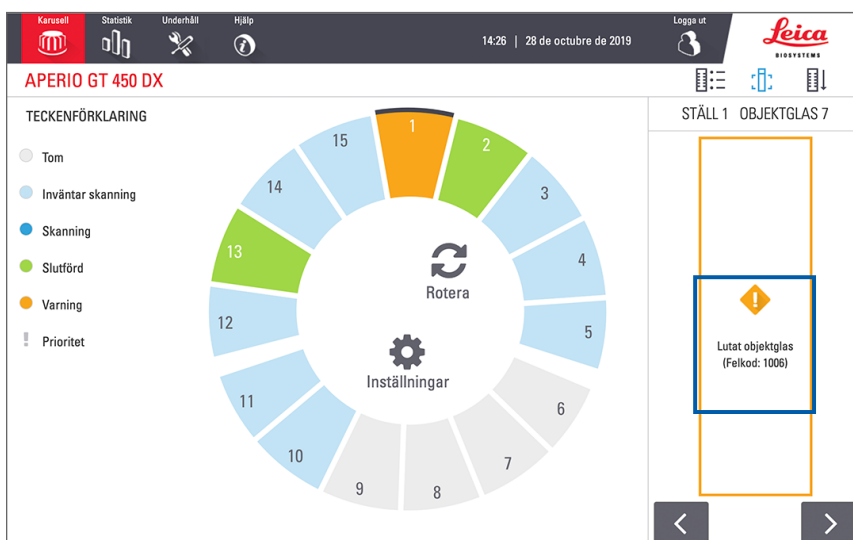 Karusell Statistik Underhåll Hjälp
14:26 | 28 de octubre de 2019
Logga ut
Leica
BIOSYSTEMS
APERIO GT 450 DX
TECKENFÖRKLARING
Tom
Inväntar skanning
Skanning
Slutförd
Varning
! Prioritet
1
2
3
4
5
6
7
8
9
10
11
12
13
14
15
Rotera
Inställningar
STÄLL 1 OBJEKTGLAS 7
!
Lutat objektglas
(Felkod: 1006)